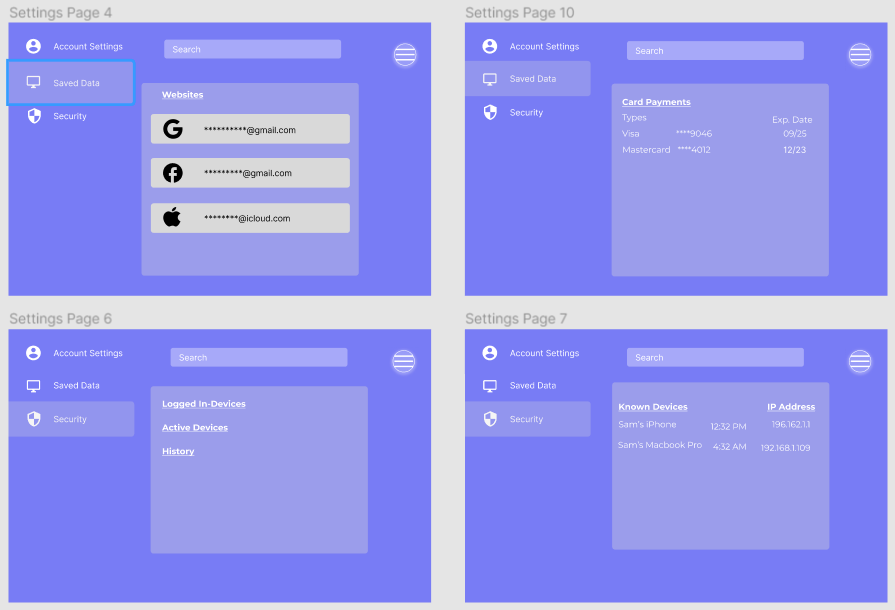 Settings Page 4
Account Settings
Search
Saved Data
Security
Websites
**********@gmail.com
*********@gmail.com
********@icloud.com
Settings Page 10
Account Settings
Search
Saved Data
Security
Card Payments
Types Exp. Date
Visa ****9046 09/25
Mastercard ****4012 12/23
Settings Page 6
Account Settings
Search
Saved Data
Security
Logged In-Devices
Active Devices
History
Settings Page 7
Account Settings
Search
Saved Data
Security
Known Devices IP Address
Sam's iPhone 12:32 PM 196.162.1.1
Sam's Macbook Pro 4:32 AM 192.168.1.109